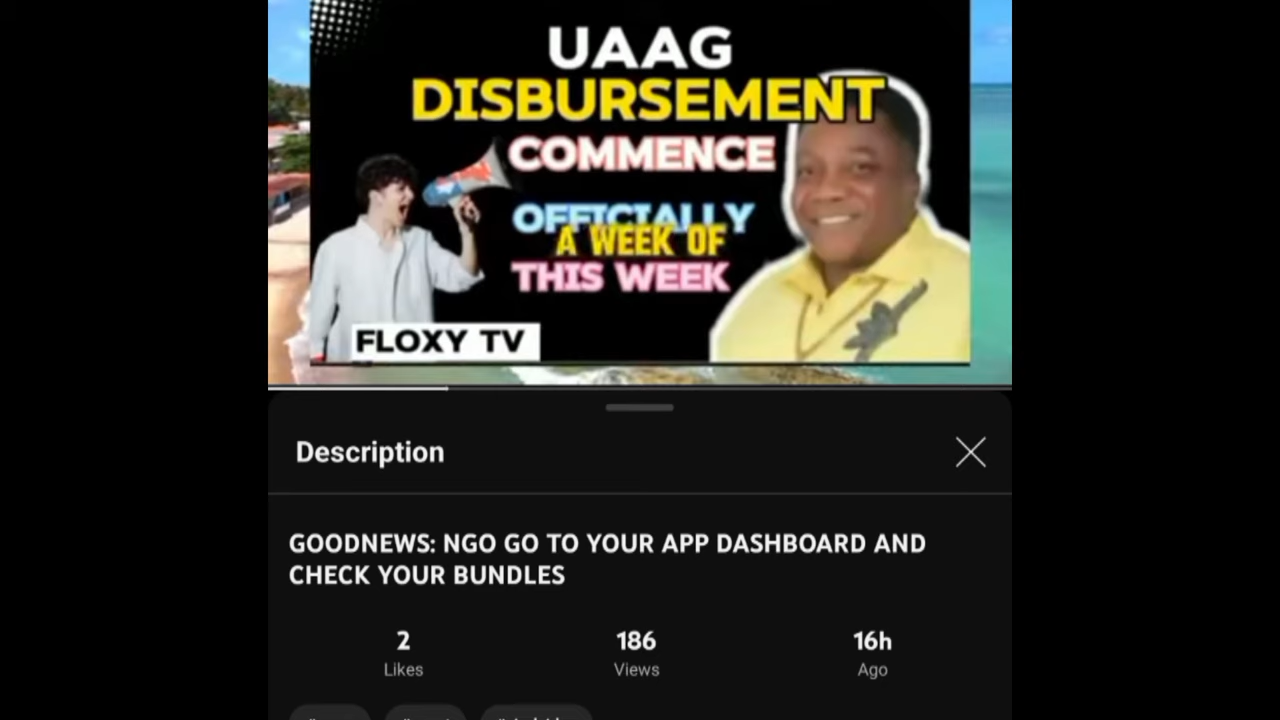 UAAG
DISBURSEMENT
COMMENCE
OFFICIALLY
A WEEK OF
THIS WEEK
FLOXY TV
Description
GOODNEWS: NGO GO TO YOUR APP DASHBOARD AND
CHECK YOUR BUNDLES
2 186 16h
Likes Views Ago